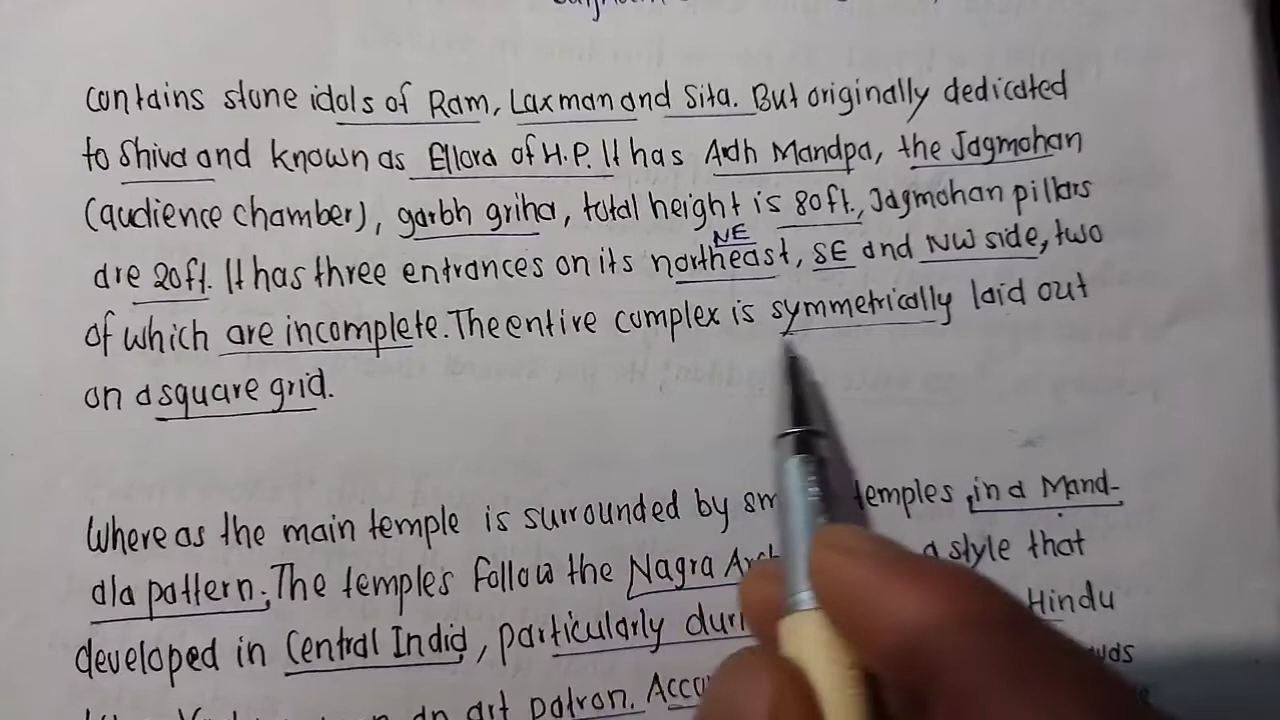 contains stone idols of Ram, Laxman and Sita. But originally dedicated
to Shiva and known as Ellora of H.P. It has Ardh Mandpa, the Jagmohan
(audience chamber), garbh griha, total height is 80ft., Jagmohan pillars
NE
are 20ft. It has three entrances on its northeast, SE and NW side, two
of which are incomplete. The entire complex is symmetrically laid out
on a square grid.
Where as the main temple is surrounded by temples in a Mand-
ala pattern. The temples follow the Nagra a style that
developed in Central India, particularly Hindu
an art patron.